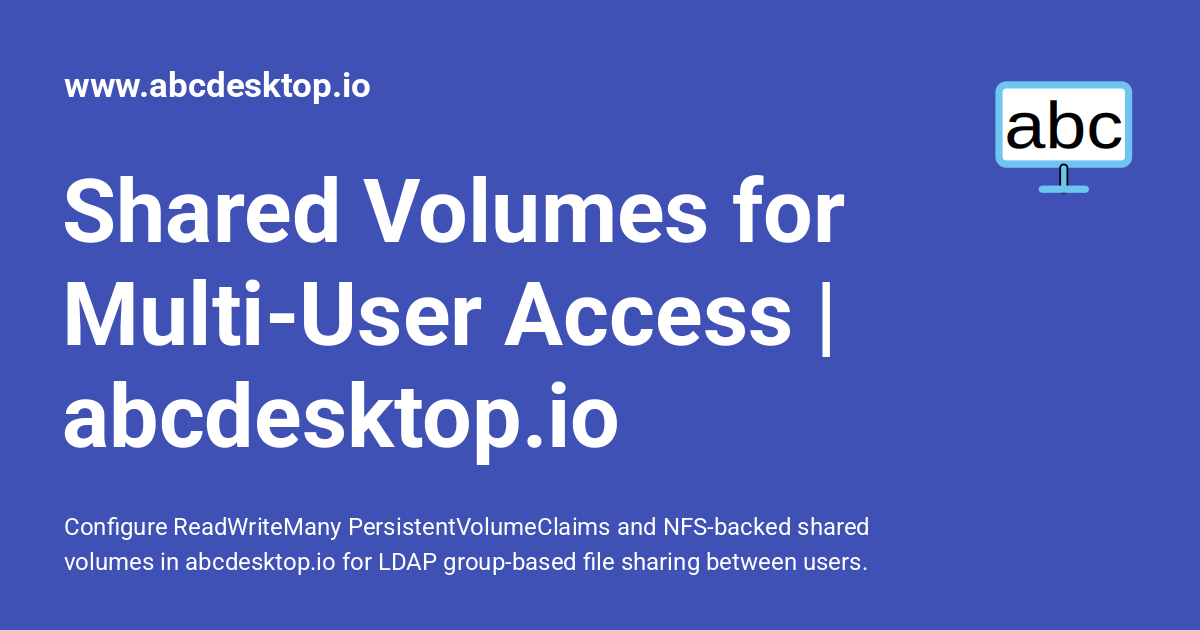 www.abcdesktop.io
abc
Shared Volumes for
Multi-User Access |
abcdesktop.io
Configure ReadWriteMany PersistentVolumeClaims and NFS-backed shared
volumes in abcdesktop.io for LDAP group-based file sharing between users.